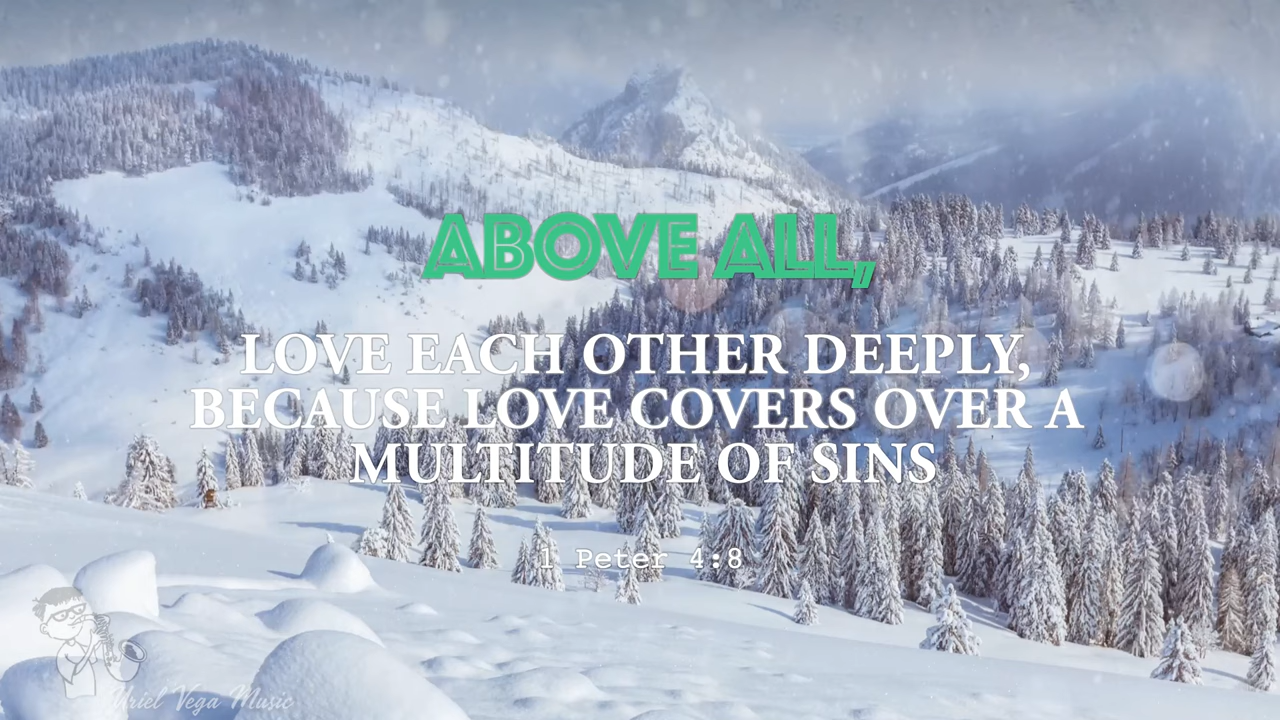 ABOVE ALL,
LOVE EACH OTHER DEEPLY,
BECAUSE LOVE COVERS OVER A
MULTITUDE OF SINS
1 Peter 4:8
Uriel Vega Music